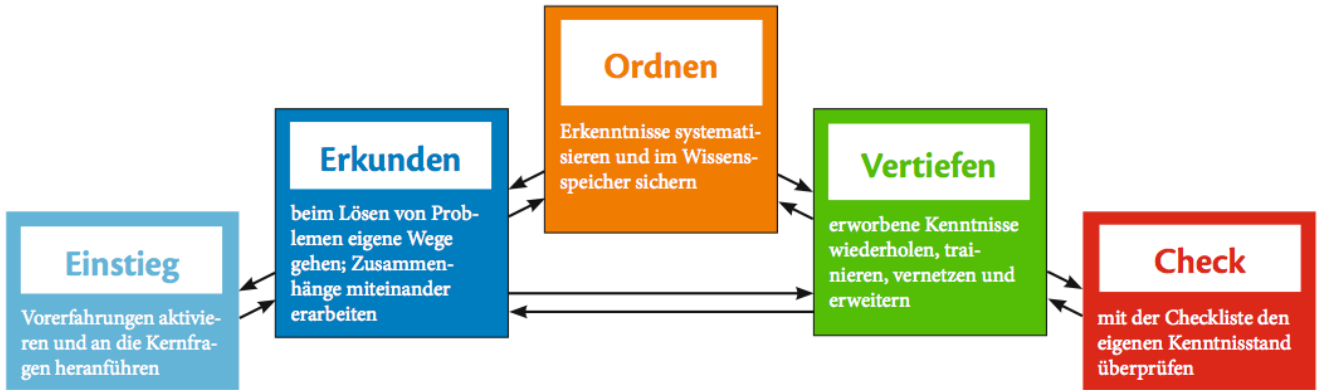 Einstieg
Vorerfahrungen aktivie-
ren und an die Kernfra-
gen heranführen
Erkunden
beim Lösen von Prob-
lemen eigene Wege
gehen; Zusammen-
hänge miteinander
erarbeiten
Ordnen
Erkenntnisse systemati-
sieren und im Wissens-
speicher sichern
Vertiefen
erworbene Kenntnisse
wiederholen, trai-
nieren, vernetzen und
erweitern
Check
mit der Checkliste den
eigenen Kenntnisstand
überprüfen